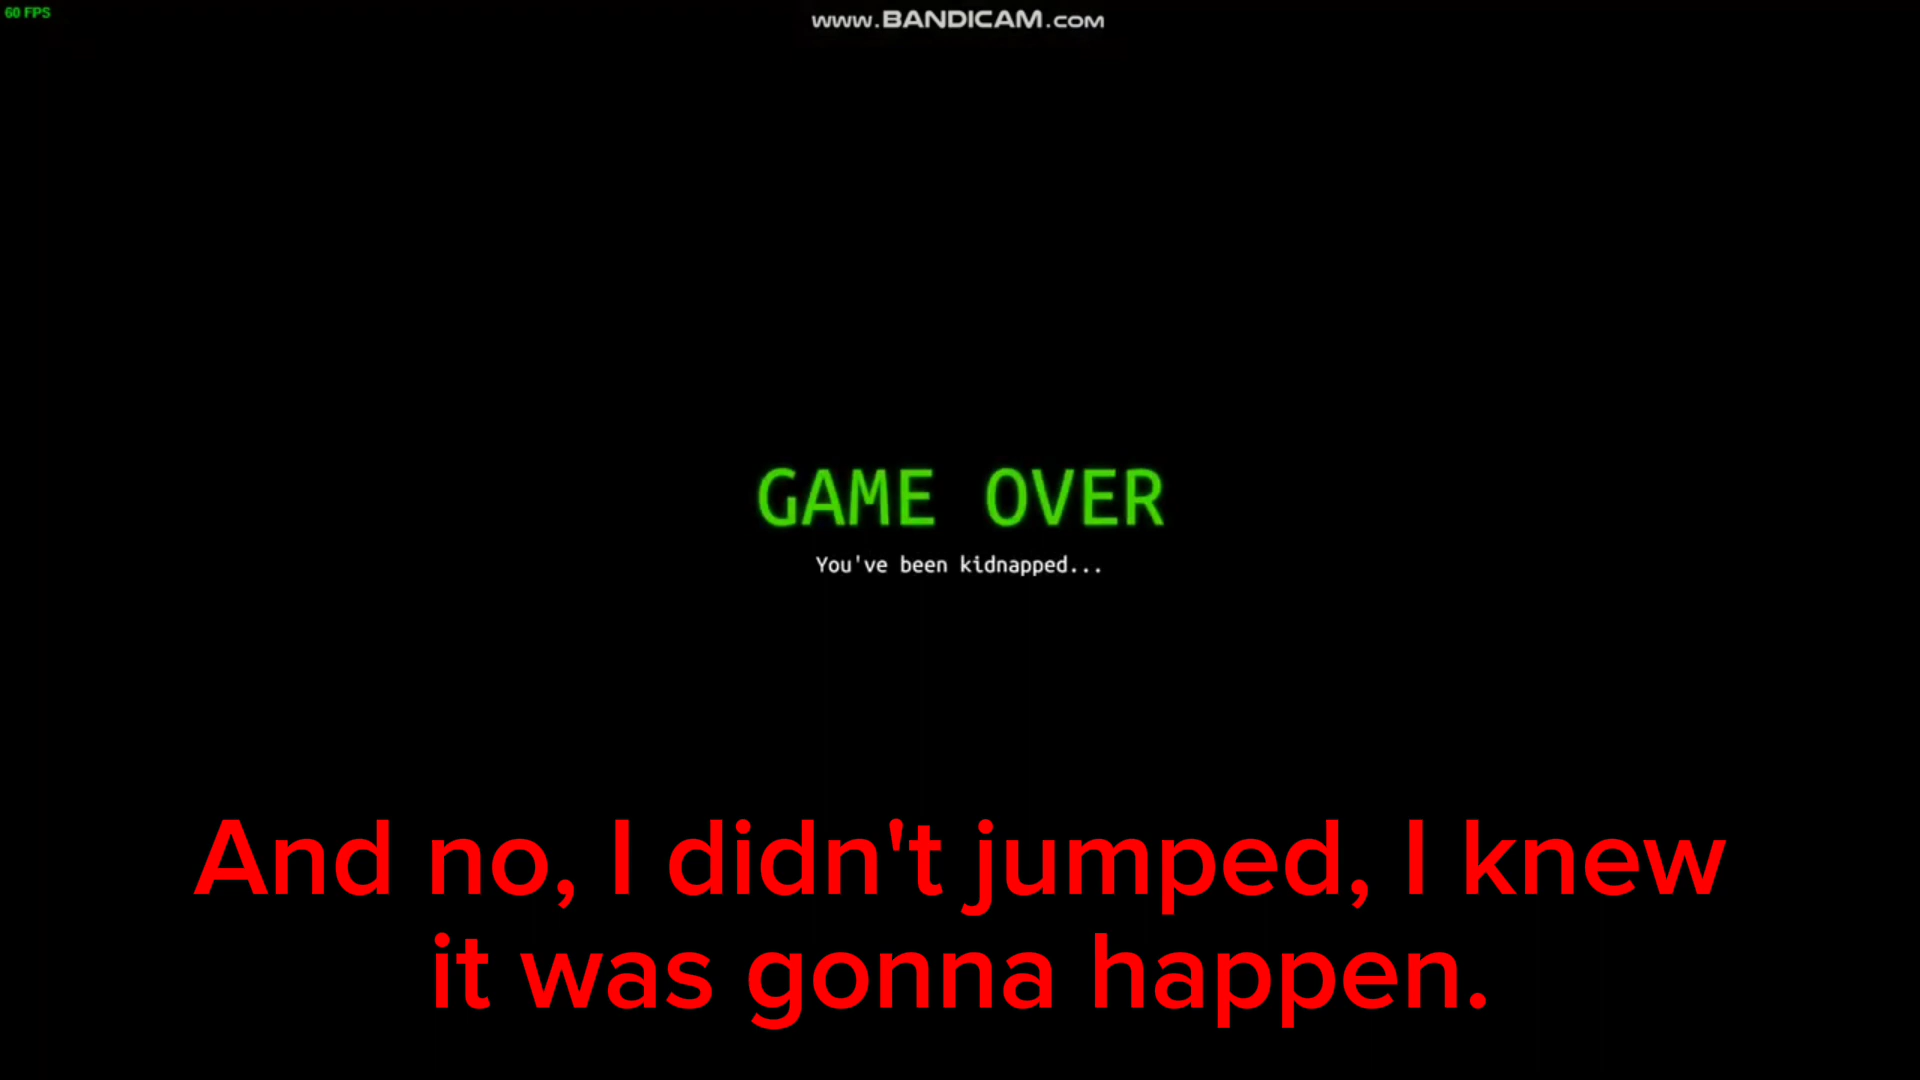 60 FPS
www.BANDICAM.com
GAME OVER
You've been kidnapped...
And no, I didn't jumped, I knew
it was gonna happen.